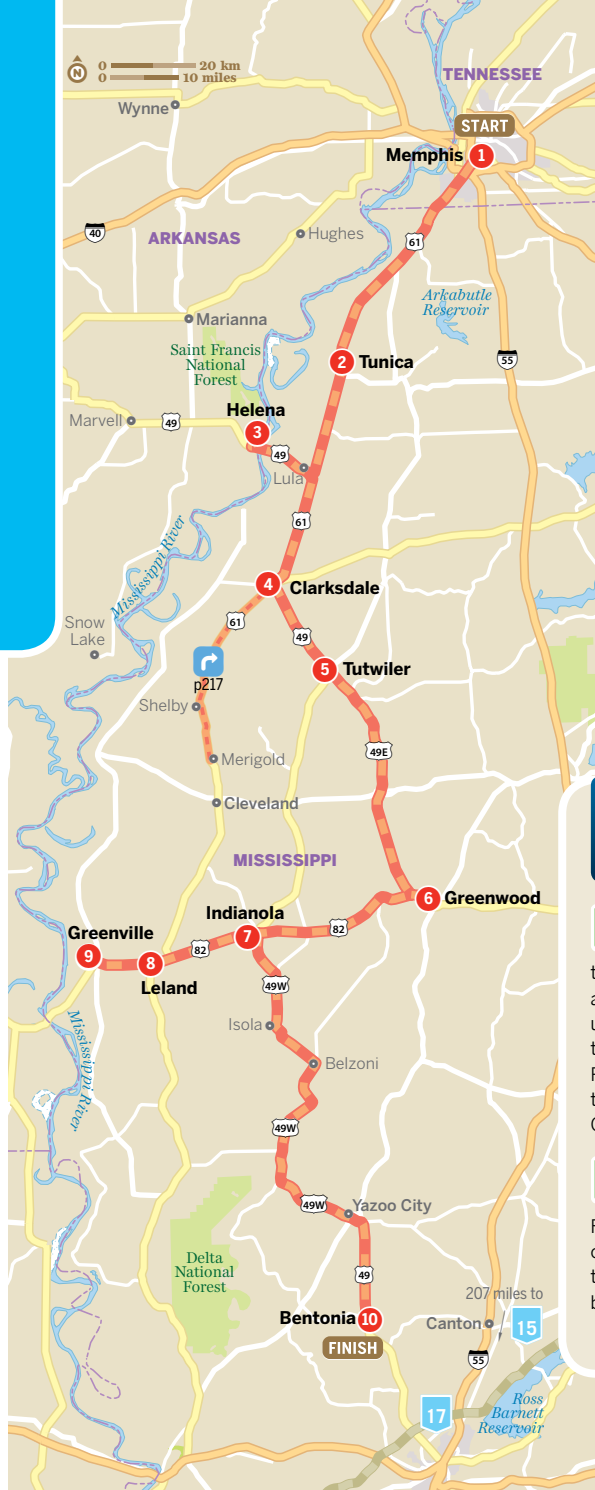 0 20 km
0 10 miles
N
TENNESSEE
Wynne
START
Memphis 1
40
ARKANSAS
Hughes
61
Arkabutle
Reservoir
Marianna
Saint Francis
National
Forest
55
2 Tunica
Helena
3
Marvell
49
49
Lula
61
Mississippi River
4 Clarksdale
61
49
Snow
Lake
p217
5 Tutwiler
Shelby
49E
Merigold
Cleveland
MISSISSIPPI
6 Greenwood
Indianola
7
82
Greenville
9
82
8
Leland
49W
Mississippi River
Isola
Belzoni
49W
49W
Yazoo City
Delta
National
Forest
49
207 miles to
15
Bentonia 10
FINISH
Canton
55
17
Ross
Barnett
Reservoir